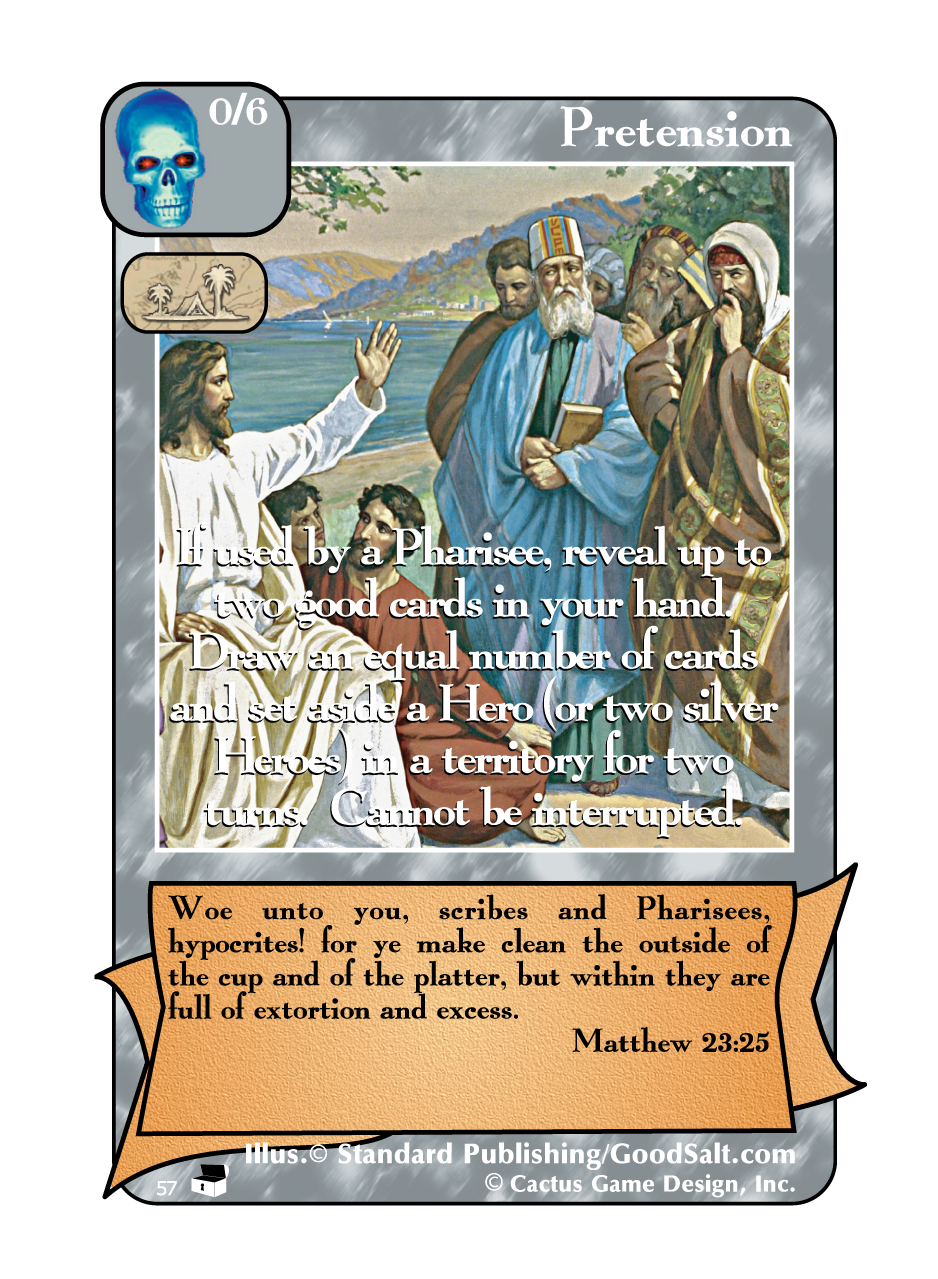 0/6
Pretension
If used by a Pharisee, reveal up to
two good cards in your hand.
Draw an equal number of cards
and set aside a Hero (or two silver
Heroes) in a territory for two
turns. Cannot be interrupted.
Woe unto you, scribes and Pharisees,
hypocrites! for ye make clean the outside of
the cup and of the platter, but within they are
full of extortion and excess.
Matthew 23:25
Illus.© Standard Publishing/GoodSalt.com
57
© Cactus Game Design, Inc.